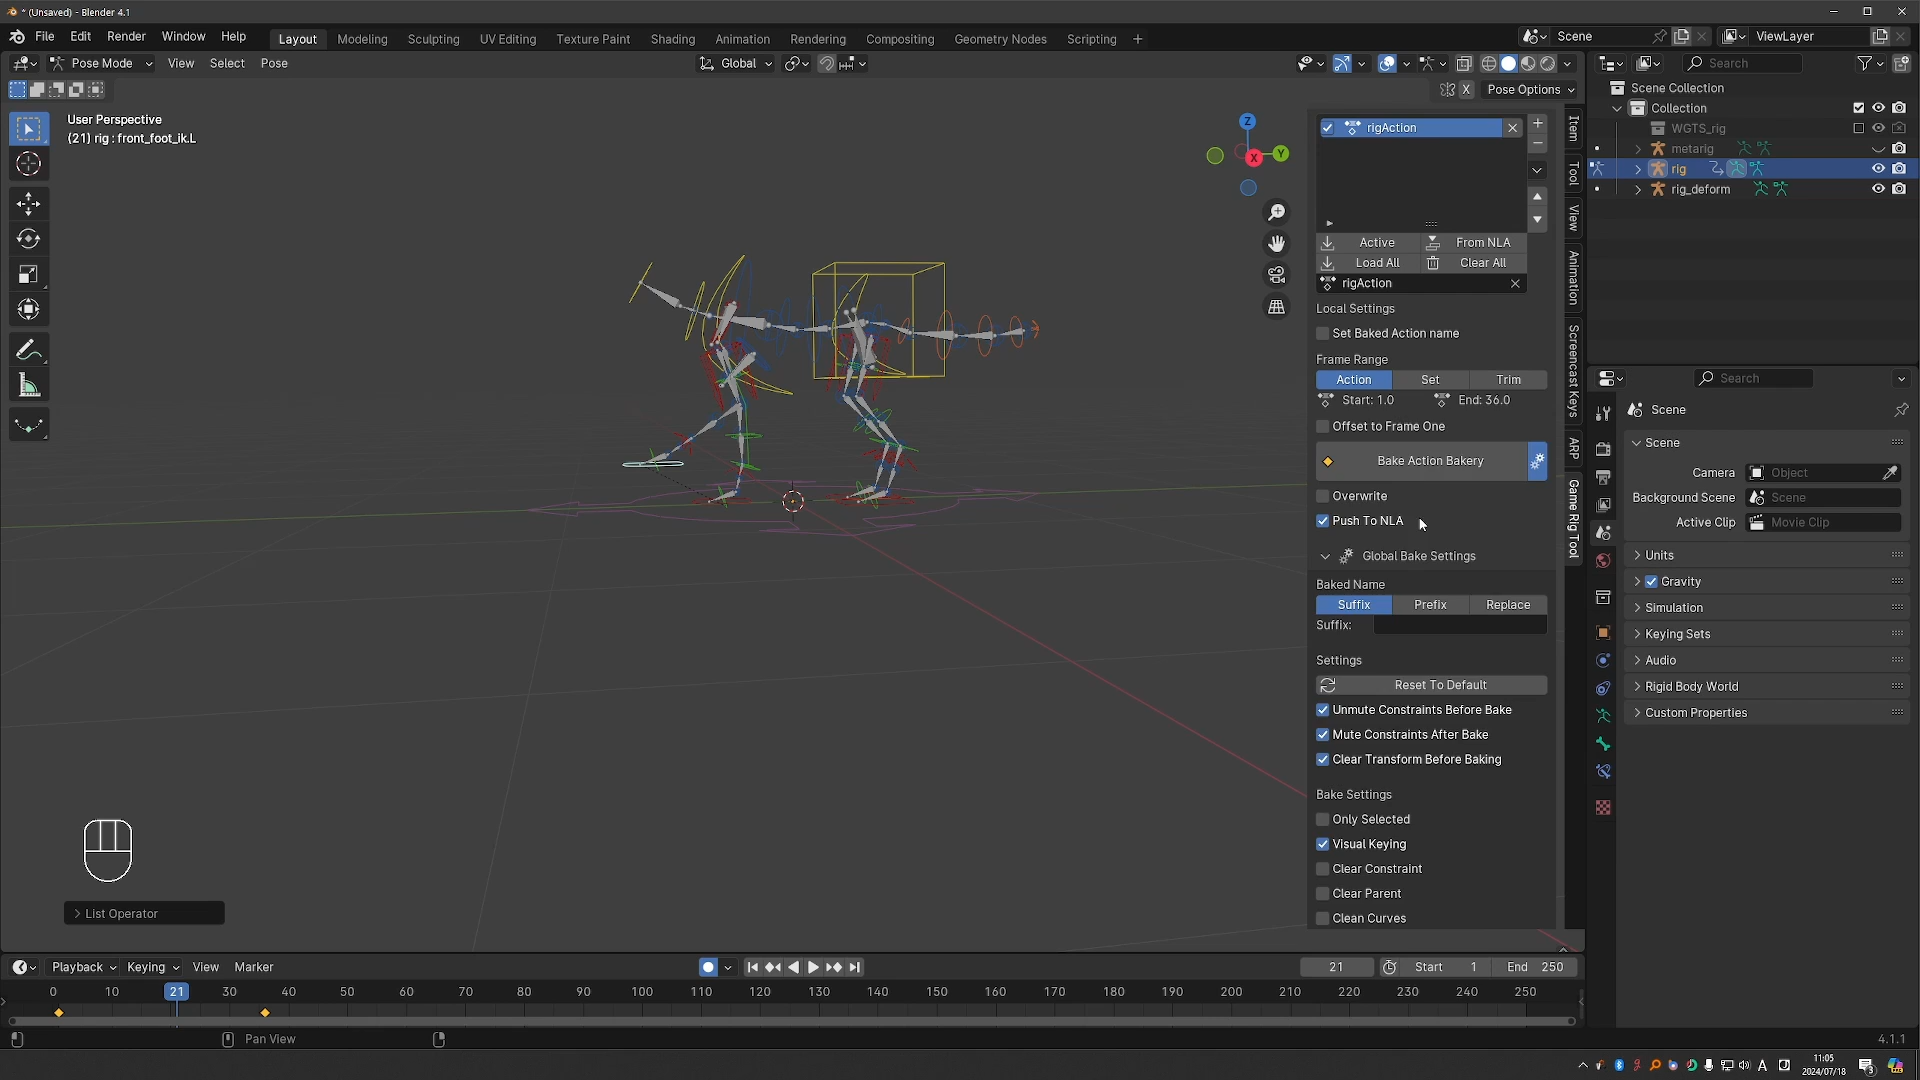 * (Unsaved) - Blender 4.1
File Edit Render Window Help Layout Modeling Sculpting UV Editing Texture Paint Shading Animation Rendering Compositing Geometry Nodes Scripting +
Scene
ViewLayer
Pose Mode View Select Pose
Global
Search
X Pose Options
Scene Collection
Collection
WGTS_rig
metarig
rig
rig_deform
User Perspective
(21) rig : front_foot_ik.L
Z
X
Y
Item
Tool
View
Animation
Screencast Keys
ARP
Game Rig Tool
rigAction
Active From NLA
Load All Clear All
rigAction
Local Settings
Set Baked Action name
Frame Range
Action Set Trim
Start: 1.0 End: 36.0
Offset to Frame One
Bake Action Bakery
Overwrite
Push To NLA
Global Bake Settings
Baked Name
Suffix Prefix Replace
Suffix:
Settings
Reset To Default
Unmute Constraints Before Bake
Mute Constraints After Bake
Clear Transform Before Baking
Bake Settings
Only Selected
Visual Keying
Clear Constraint
Clear Parent
Clean Curves
Search
Scene
Scene
Camera Object
Background Scene Scene
Active Clip Movie Clip
Units
Gravity
Simulation
Keying Sets
Audio
Rigid Body World
Custom Properties
List Operator
Playback Keying View Marker
21 Start 1 End 250
0 10 21 30 40 50 60 70 80 90 100 110 120 130 140 150 160 170 180 190 200 210 220 230 240 250
Pan View
4.1.1
A
11:05
2024/07/18
3